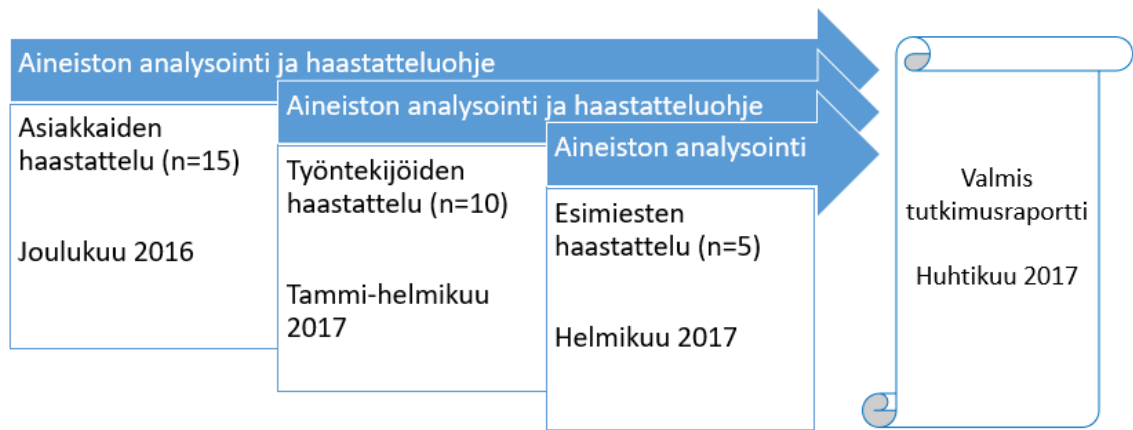 Aineiston analysointi ja haastatteluohje
Asiakkaiden
haastattelu (n=15)
Joulukuu 2016
Aineiston analysointi ja haastatteluohje
Työntekijöiden
haastattelu (n=10)
Tammi-helmikuu
2017
Aineiston analysointi
Esimiesten
haastattelu (n=5)
Helmikuu 2017
Valmis
tutkimusraportti
Huhtikuu 2017